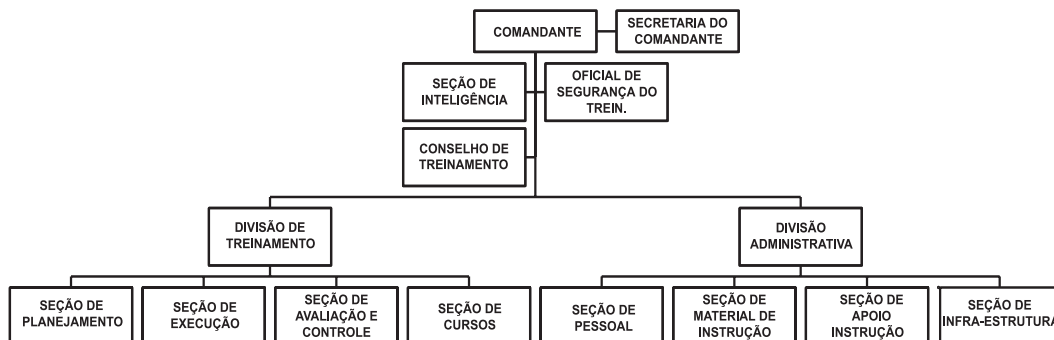 COMANDANTE
SECRETARIA DO
COMANDANTE
SEÇÃO DE
INTELIGÊNCIA
OFICIAL DE
SEGURANÇA DO
TREIN.
CONSELHO DE
TREINAMENTO
DIVISÃO DE
TREINAMENTO
DIVISÃO
ADMINISTRATIVA
SEÇÃO DE
PLANEJAMENTO
SEÇÃO DE
EXECUÇÃO
SEÇÃO DE
AVALIAÇÃO E
CONTROLE
SEÇÃO DE
CURSOS
SEÇÃO DE
PESSOAL
SEÇÃO DE
MATERIAL DE
INSTRUÇÃO
SEÇÃO DE
APOIO
INSTRUÇÃO
SEÇÃO DE
INFRA-ESTRUTURA